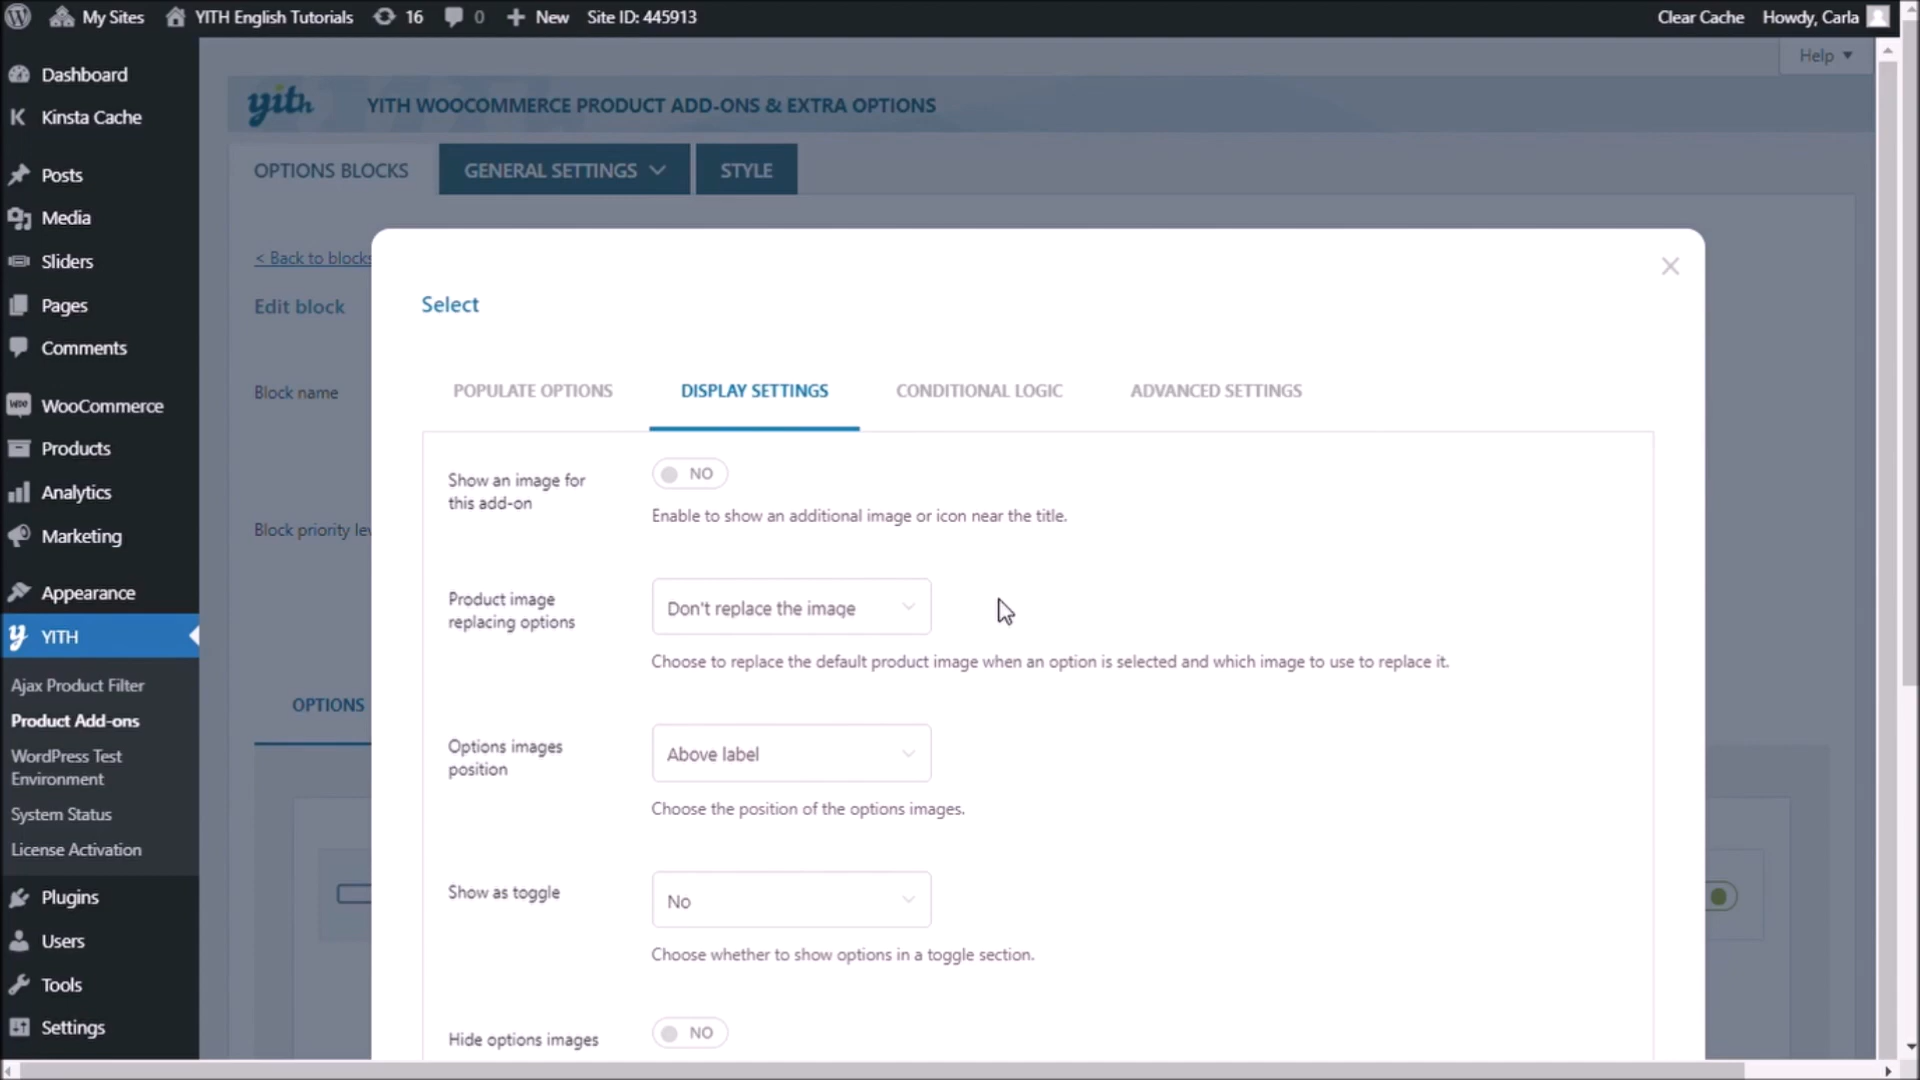 My Sites
YITH English Tutorials
16
0
New
Site ID: 445913
Clear Cache
Howdy, Carla
Help
Dashboard
Kinsta Cache
Posts
Media
Sliders
Pages
Comments
WooCommerce
Products
Analytics
Marketing
Appearance
YITH
Ajax Product Filter
Product Add-ons
WordPress Test
Environment
System Status
License Activation
Plugins
Users
Tools
Settings
yith
YITH WOOCOMMERCE PRODUCT ADD-ONS & EXTRA OPTIONS
OPTIONS BLOCKS
GENERAL SETTINGS
STYLE
< Back to blocks
Edit block
Block name
Block priority lev
OPTIONS
Select
POPULATE OPTIONS
DISPLAY SETTINGS
CONDITIONAL LOGIC
ADVANCED SETTINGS
Show an image for
this add-on
NO
Enable to show an additional image or icon near the title.
Product image
replacing options
Don't replace the image
Choose to replace the default product image when an option is selected and which image to use to replace it.
Options images
position
Above label
Choose the position of the options images.
Show as toggle
No
Choose whether to show options in a toggle section.
Hide options images
NO